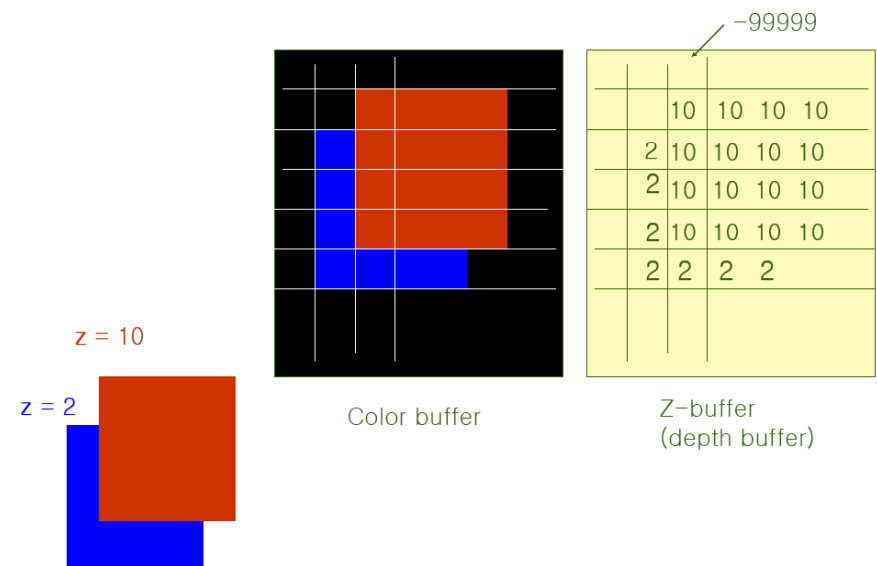 -99999
10 10 10 10
2 10 10 10 10
2 10 10 10 10
2 10 10 10 10
2 2 2 2
z = 10
z = 2
Color buffer
Z-buffer
(depth buffer)